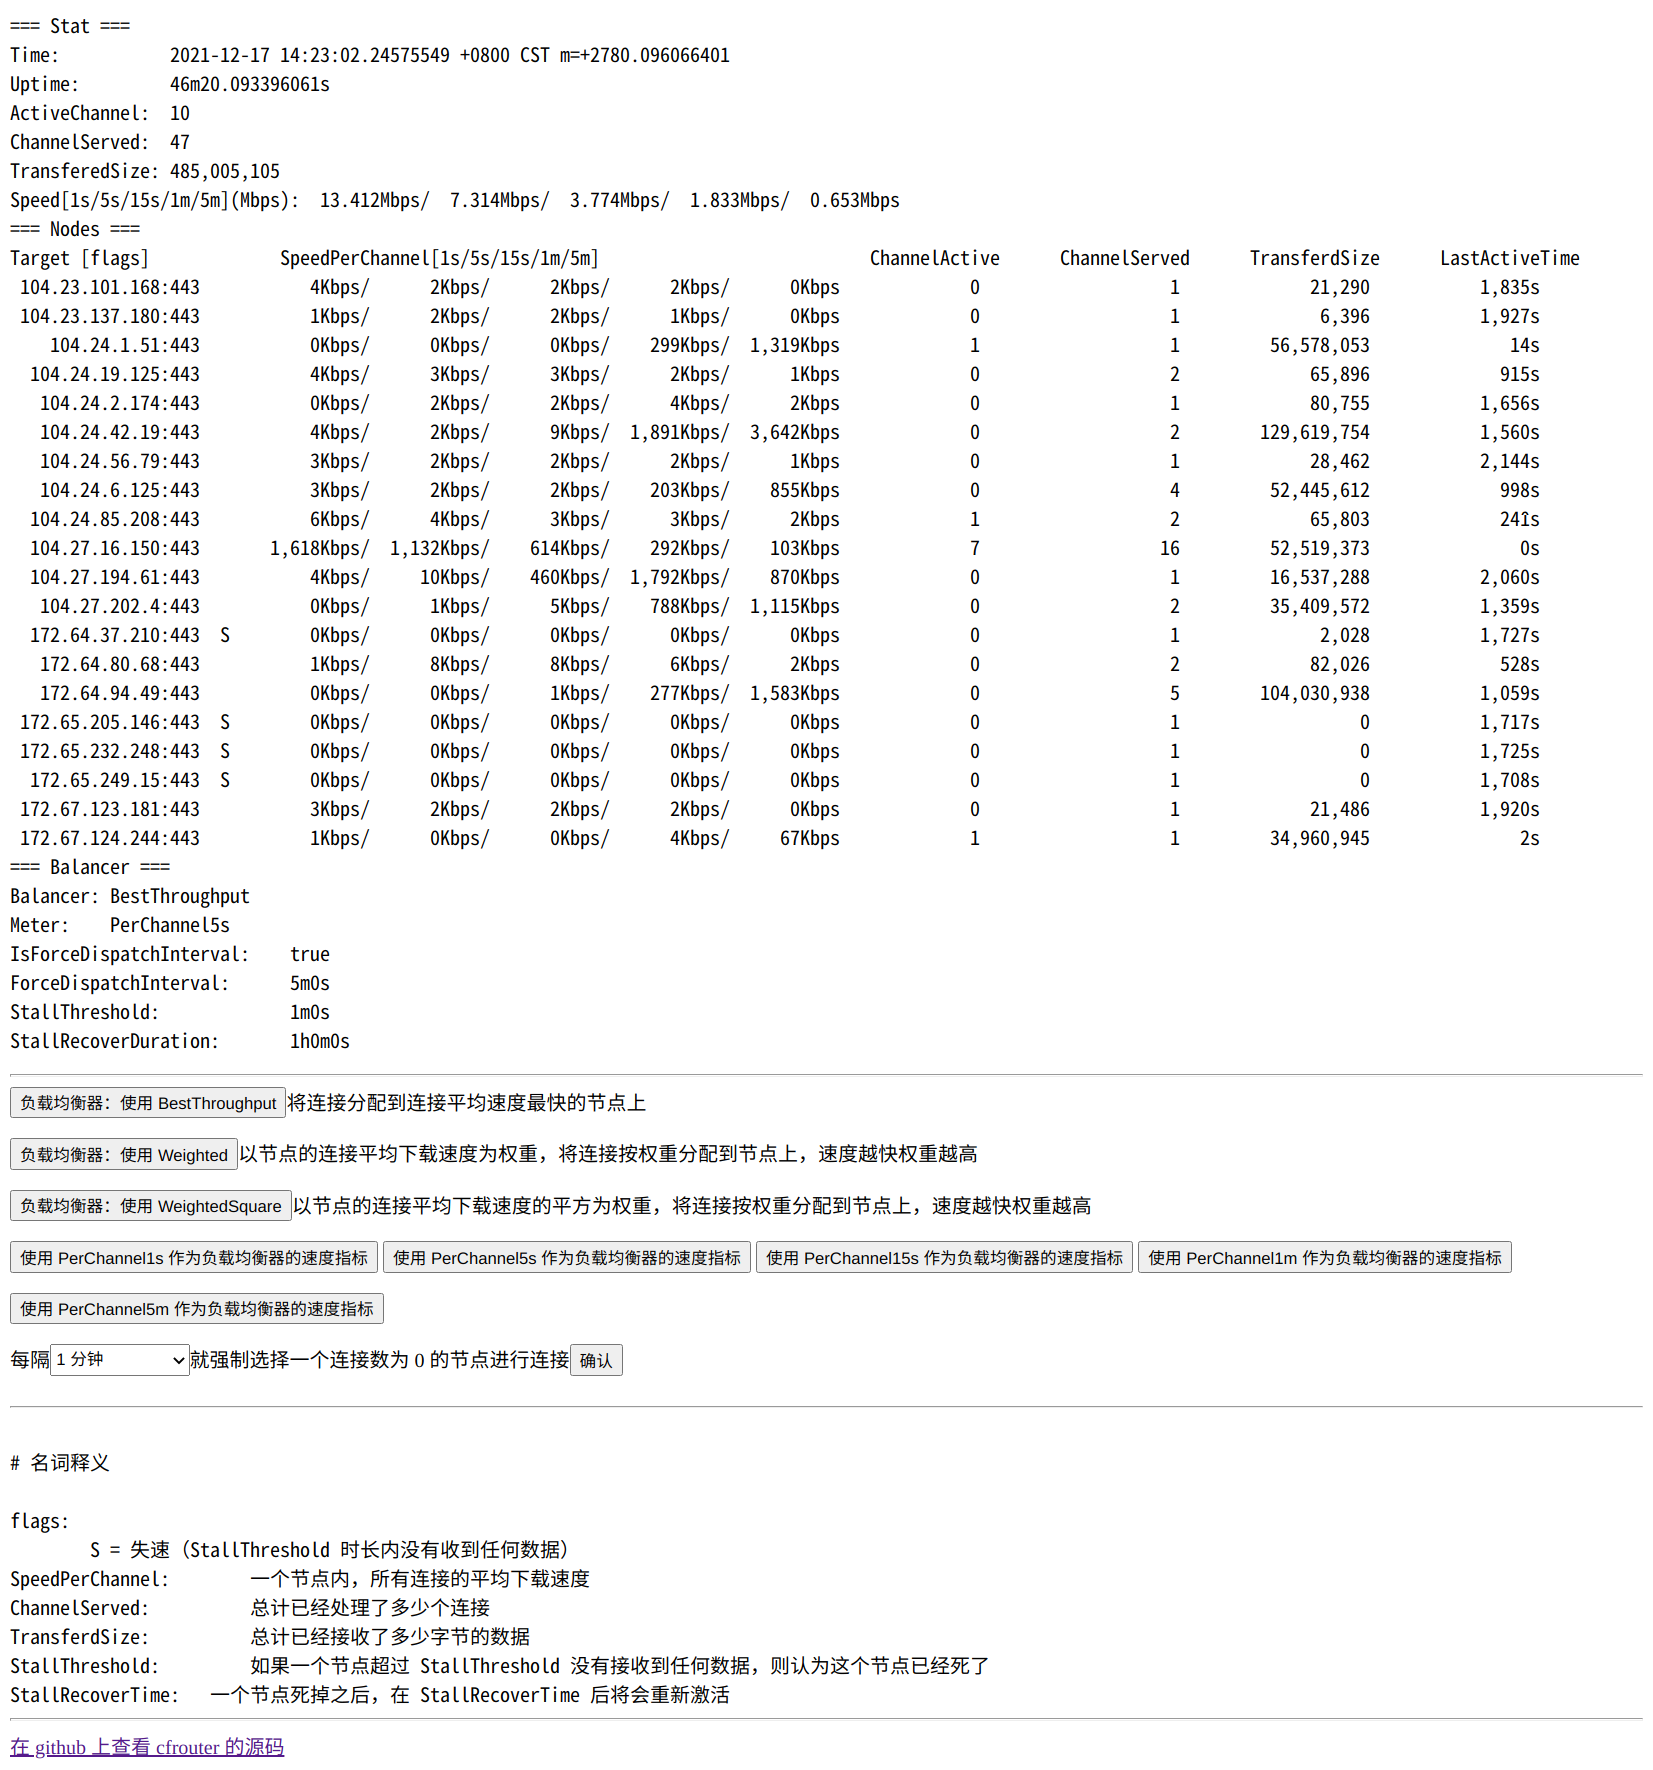 === Stat ===
Time:           2021-12-17 14:23:02.24575549 +0800 CST m=+2780.096066401
Uptime:         46m20.093396061s
ActiveChannel:  10
ChannelServed:  47
TransferedSize: 485,005,105
Speed[1s/5s/15s/1m/5m](Mbps):  13.412Mbps/  7.314Mbps/  3.774Mbps/  1.833Mbps/  0.653Mbps
=== Nodes ===
Target [flags]             SpeedPerChannel[1s/5s/15s/1m/5m]                           ChannelActive      ChannelServed      TransferdSize      LastActiveTime
104.23.101.168:443 4Kbps/ 2Kbps/ 2Kbps/ 2Kbps/ 0Kbps 0 1 21,290 1,835s
104.23.137.180:443 1Kbps/ 2Kbps/ 2Kbps/ 1Kbps/ 0Kbps 0 1 6,396 1,927s
104.24.1.51:443 0Kbps/ 0Kbps/ 0Kbps/ 299Kbps/ 1,319Kbps 1 1 56,578,053 14s
104.24.19.125:443 4Kbps/ 3Kbps/ 3Kbps/ 2Kbps/ 1Kbps 0 2 65,896 915s
104.24.2.174:443 0Kbps/ 2Kbps/ 2Kbps/ 4Kbps/ 2Kbps 0 1 80,755 1,656s
104.24.42.19:443 4Kbps/ 2Kbps/ 9Kbps/ 1,891Kbps/ 3,642Kbps 0 2 129,619,754 1,560s
104.24.56.79:443 3Kbps/ 2Kbps/ 2Kbps/ 2Kbps/ 1Kbps 0 1 28,462 2,144s
104.24.6.125:443 3Kbps/ 2Kbps/ 2Kbps/ 203Kbps/ 855Kbps 0 4 52,445,612 998s
104.24.85.208:443 6Kbps/ 4Kbps/ 3Kbps/ 3Kbps/ 2Kbps 1 2 65,803 241s
104.27.16.150:443 1,618Kbps/ 1,132Kbps/ 614Kbps/ 292Kbps/ 103Kbps 7 16 52,519,373 0s
104.27.194.61:443 4Kbps/ 10Kbps/ 460Kbps/ 1,792Kbps/ 870Kbps 0 1 16,537,288 2,060s
104.27.202.4:443 0Kbps/ 1Kbps/ 5Kbps/ 788Kbps/ 1,115Kbps 0 2 35,409,572 1,359s
172.64.37.210:443 S 0Kbps/ 0Kbps/ 0Kbps/ 0Kbps/ 0Kbps 0 1 2,028 1,727s
172.64.80.68:443 1Kbps/ 8Kbps/ 8Kbps/ 6Kbps/ 2Kbps 0 2 82,026 528s
172.64.94.49:443 0Kbps/ 0Kbps/ 1Kbps/ 277Kbps/ 1,583Kbps 0 5 104,030,938 1,059s
172.65.205.146:443 S 0Kbps/ 0Kbps/ 0Kbps/ 0Kbps/ 0Kbps 0 1 0 1,717s
172.65.232.248:443 S 0Kbps/ 0Kbps/ 0Kbps/ 0Kbps/ 0Kbps 0 1 0 1,725s
172.65.249.15:443 S 0Kbps/ 0Kbps/ 0Kbps/ 0Kbps/ 0Kbps 0 1 0 1,708s
172.67.123.181:443 3Kbps/ 2Kbps/ 2Kbps/ 2Kbps/ 0Kbps 0 1 21,486 1,920s
172.67.124.244:443 1Kbps/ 0Kbps/ 0Kbps/ 4Kbps/ 67Kbps 1 1 34,960,945 2s
=== Balancer ===
Balancer: BestThroughput
Meter:    PerChannel5s
IsForceDispatchInterval:    true
ForceDispatchInterval:      5m0s
StallThreshold:             1m0s
StallRecoverDuration:       1h0m0s
负载均衡器：使用 BestThroughput 将连接分配到连接平均速度最快的节点上
负载均衡器：使用 Weighted 以节点的连接平均下载速度为权重，将连接按权重分配到节点上，速度越快权重越高
负载均衡器：使用 WeightedSquare 以节点的连接平均下载速度的平方为权重，将连接按权重分配到节点上，速度越快权重越高
使用 PerChannel1s 作为负载均衡器的速度指标 使用 PerChannel5s 作为负载均衡器的速度指标 使用 PerChannel15s 作为负载均衡器的速度指标 使用 PerChannel1m 作为负载均衡器的速度指标
使用 PerChannel5m 作为负载均衡器的速度指标
每隔 1 分钟 就强制选择一个连接数为 0 的节点进行连接 确认
# 名词释义
flags:
S = 失速（StallThreshold 时长内没有收到任何数据）
SpeedPerChannel:        一个节点内，所有连接的平均下载速度
ChannelServed:          总计已经处理了多少个连接
TransferdSize:          总计已经接收了多少字节的数据
StallThreshold:         如果一个节点超过 StallThreshold 没有接收到任何数据，则认为这个节点已经死了
StallRecoverTime:   一个节点死掉之后，在 StallRecoverTime 后将会重新激活
在 github 上查看 cfrouter 的源码